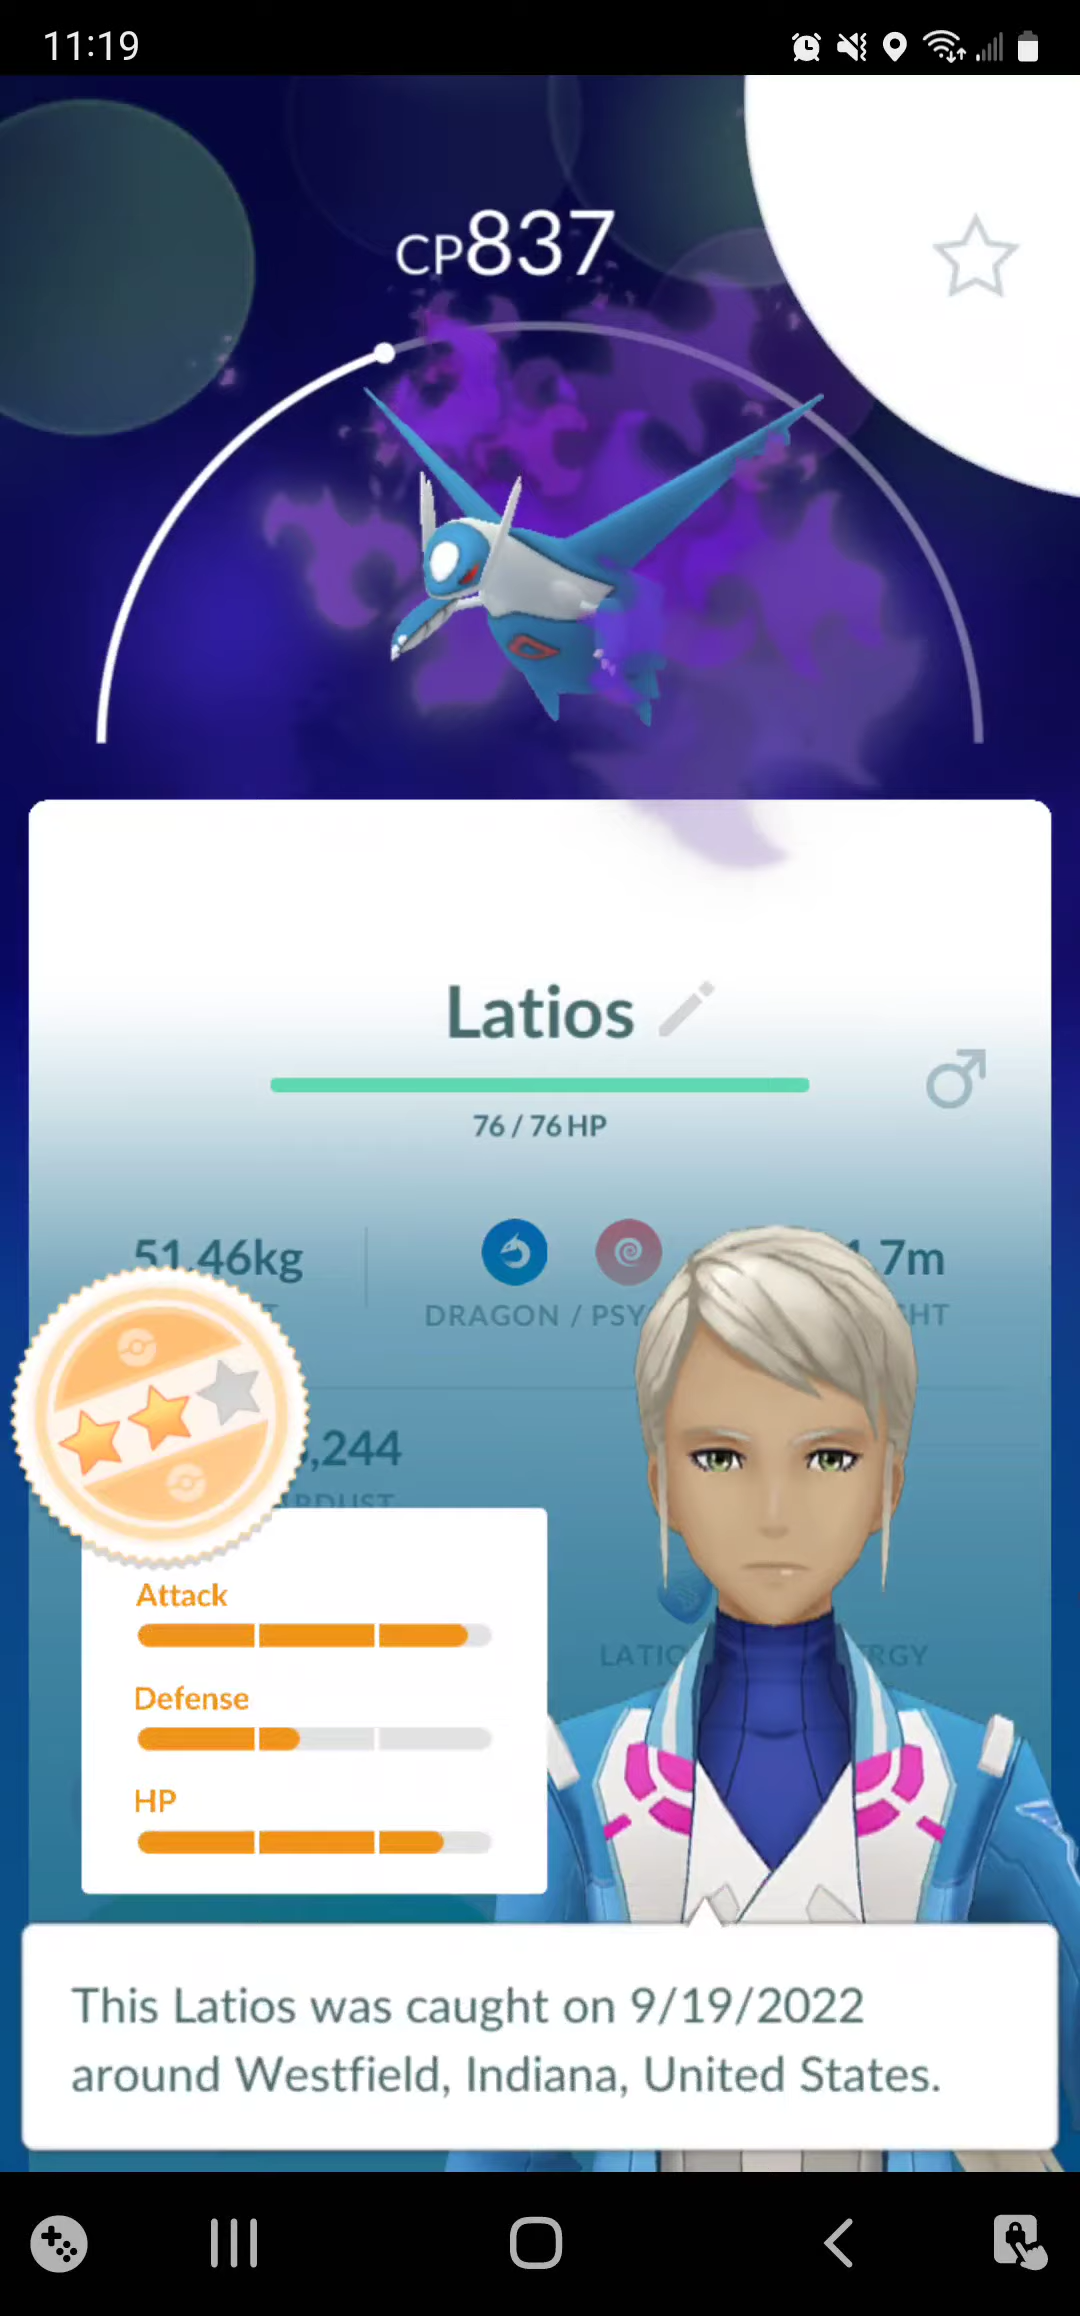 11:19
CP837
Latios
76 / 76 HP
51.46kg
.7m
DRAGON / PSY
,244
Attack
Defense
HP
This Latios was caught on 9/19/2022
around Westfield, Indiana, United States.